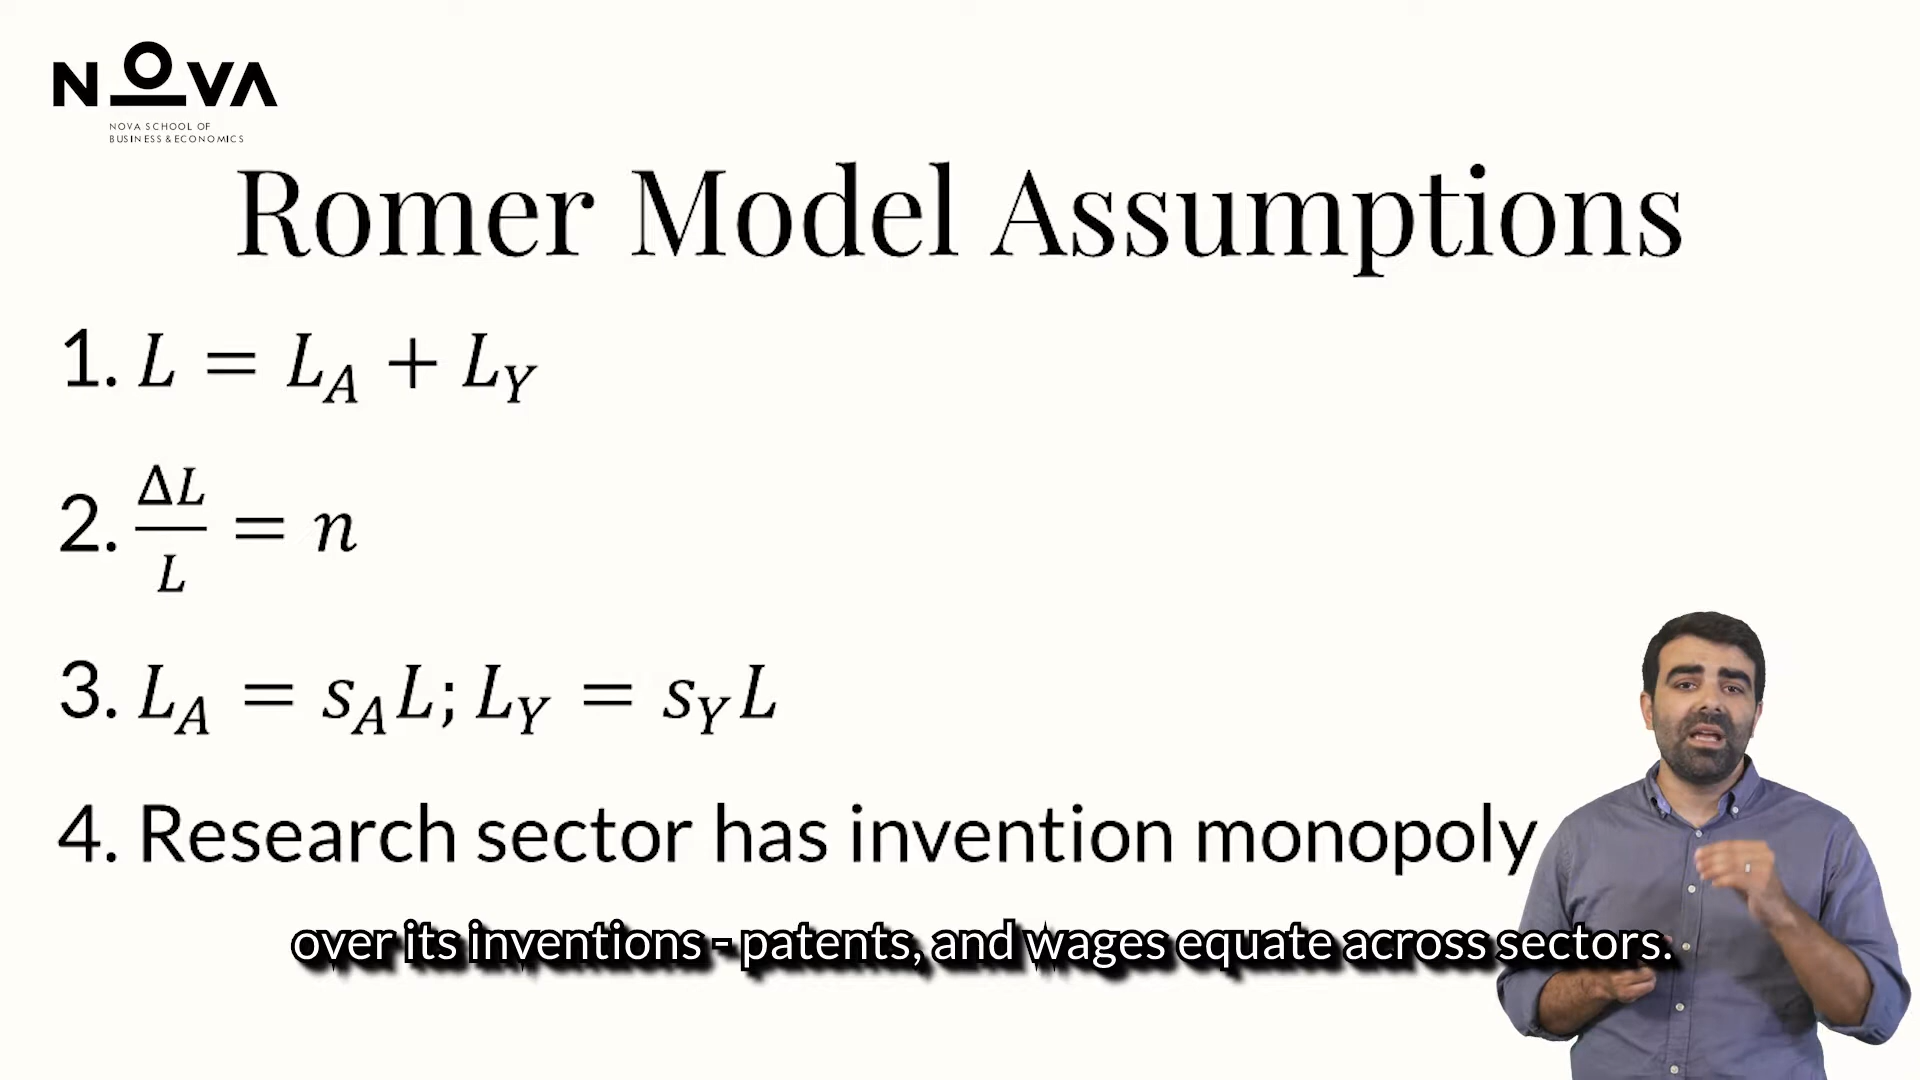 NOVA
NOVA SCHOOL OF
BUSINESS & ECONOMICS
Romer Model Assumptions
1. L = L_A + L_Y
2. ΔL/L = n
3. L_A = s_A L; L_Y = s_Y L
4. Research sector has invention monopoly
over its inventions - patents, and wages equate across sectors.